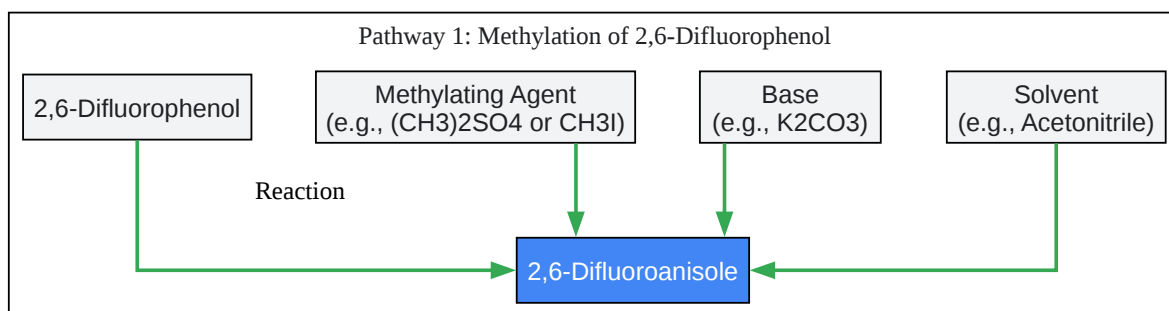 Pathway 1: Methylation of 2,6-Difluorophenol
2,6-Difluorophenol
Methylating Agent
(e.g., (CH3)2SO4 or CH3I)
Base
(e.g., K2CO3)
Solvent
(e.g., Acetonitrile)
Reaction
2,6-Difluoroanisole